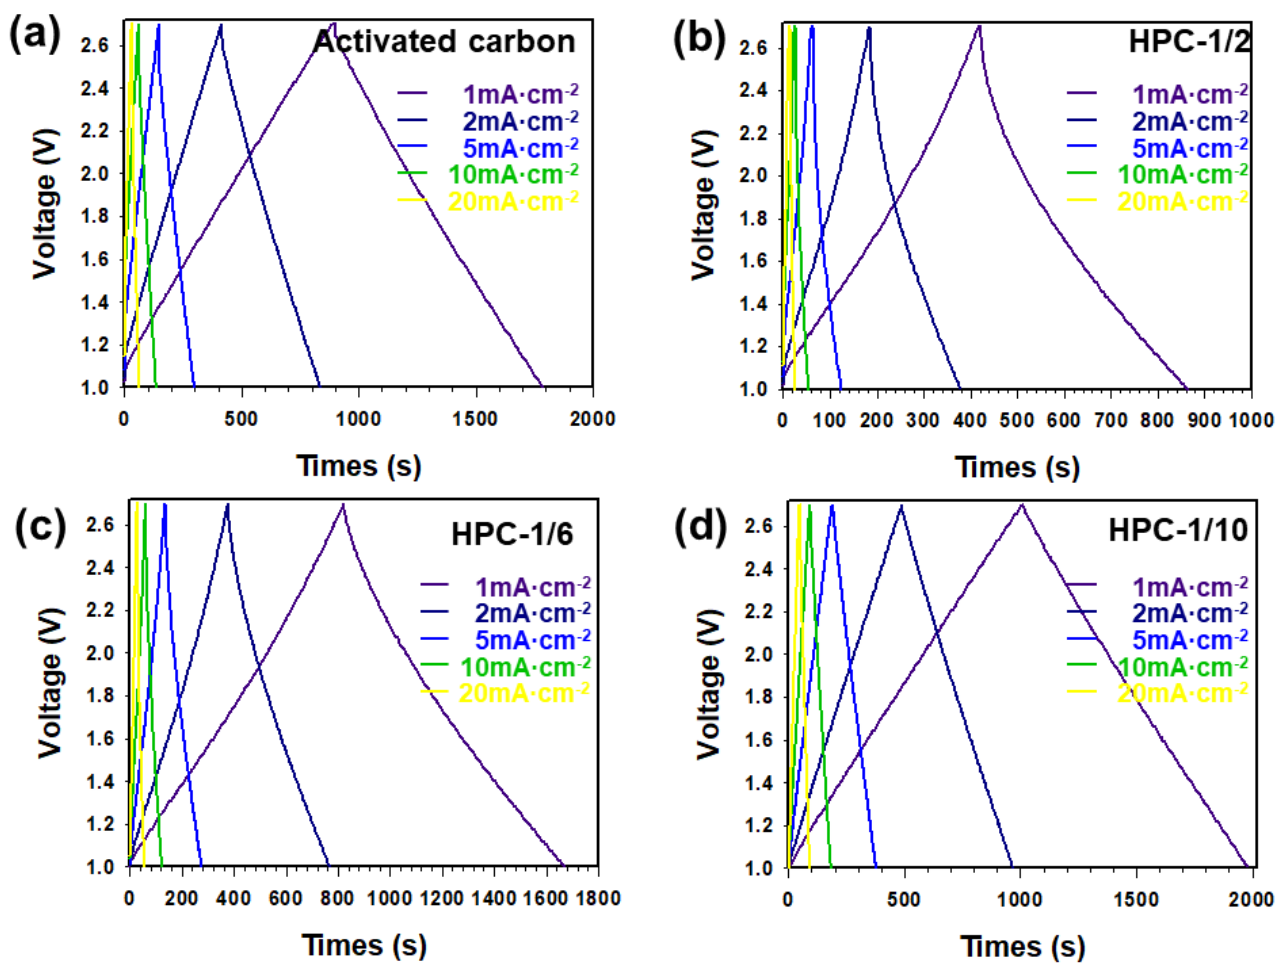 (a)
Activated carbon
1mA·cm-2
2mA·cm-2
5mA·cm-2
10mA·cm-2
20mA·cm-2
Voltage (V)
2.6
2.4
2.2
2.0
1.8
1.6
1.4
1.2
1.0
0 500 1000 1500 2000
Times (s)
(b)
HPC-1/2
1mA·cm-2
2mA·cm-2
5mA·cm-2
10mA·cm-2
20mA·cm-2
Voltage (V)
2.6
2.4
2.2
2.0
1.8
1.6
1.4
1.2
1.0
0 100 200 300 400 500 600 700 800 900 1000
Times (s)
(c)
HPC-1/6
1mA·cm-2
2mA·cm-2
5mA·cm-2
10mA·cm-2
20mA·cm-2
Voltage (V)
2.6
2.4
2.2
2.0
1.8
1.6
1.4
1.2
1.0
0 200 400 600 800 1000 1200 1400 1600 1800
Times (s)
(d)
HPC-1/10
1mA·cm-2
2mA·cm-2
5mA·cm-2
10mA·cm-2
20mA·cm-2
Voltage (V)
2.6
2.4
2.2
2.0
1.8
1.6
1.4
1.2
1.0
0 500 1000 1500 2000
Times (s)